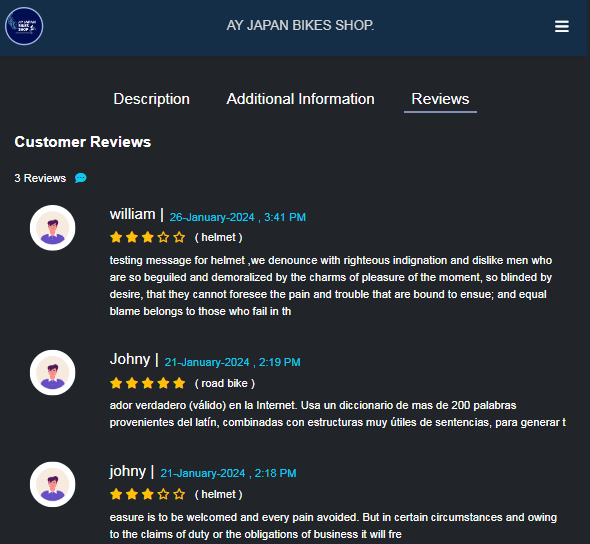 AY JAPAN
BIKES
SHOP.
AY JAPAN BIKES SHOP.
Description Additional Information Reviews
Customer Reviews
3 Reviews
william | 26-January-2024 , 3:41 PM
( helmet )
testing message for helmet ,we denounce with righteous indignation and dislike men who
are so beguiled and demoralized by the charms of pleasure of the moment, so blinded by
desire, that they cannot foresee the pain and trouble that are bound to ensue; and equal
blame belongs to those who fail in th
Johny | 21-January-2024 , 2:19 PM
( road bike )
ador verdadero (válido) en la Internet. Usa un diccionario de mas de 200 palabras
provenientes del latín, combinadas con estructuras muy útiles de sentencias, para generar t
johny | 21-January-2024 , 2:18 PM
( helmet )
easure is to be welcomed and every pain avoided. But in certain circumstances and owing
to the claims of duty or the obligations of business it will fre